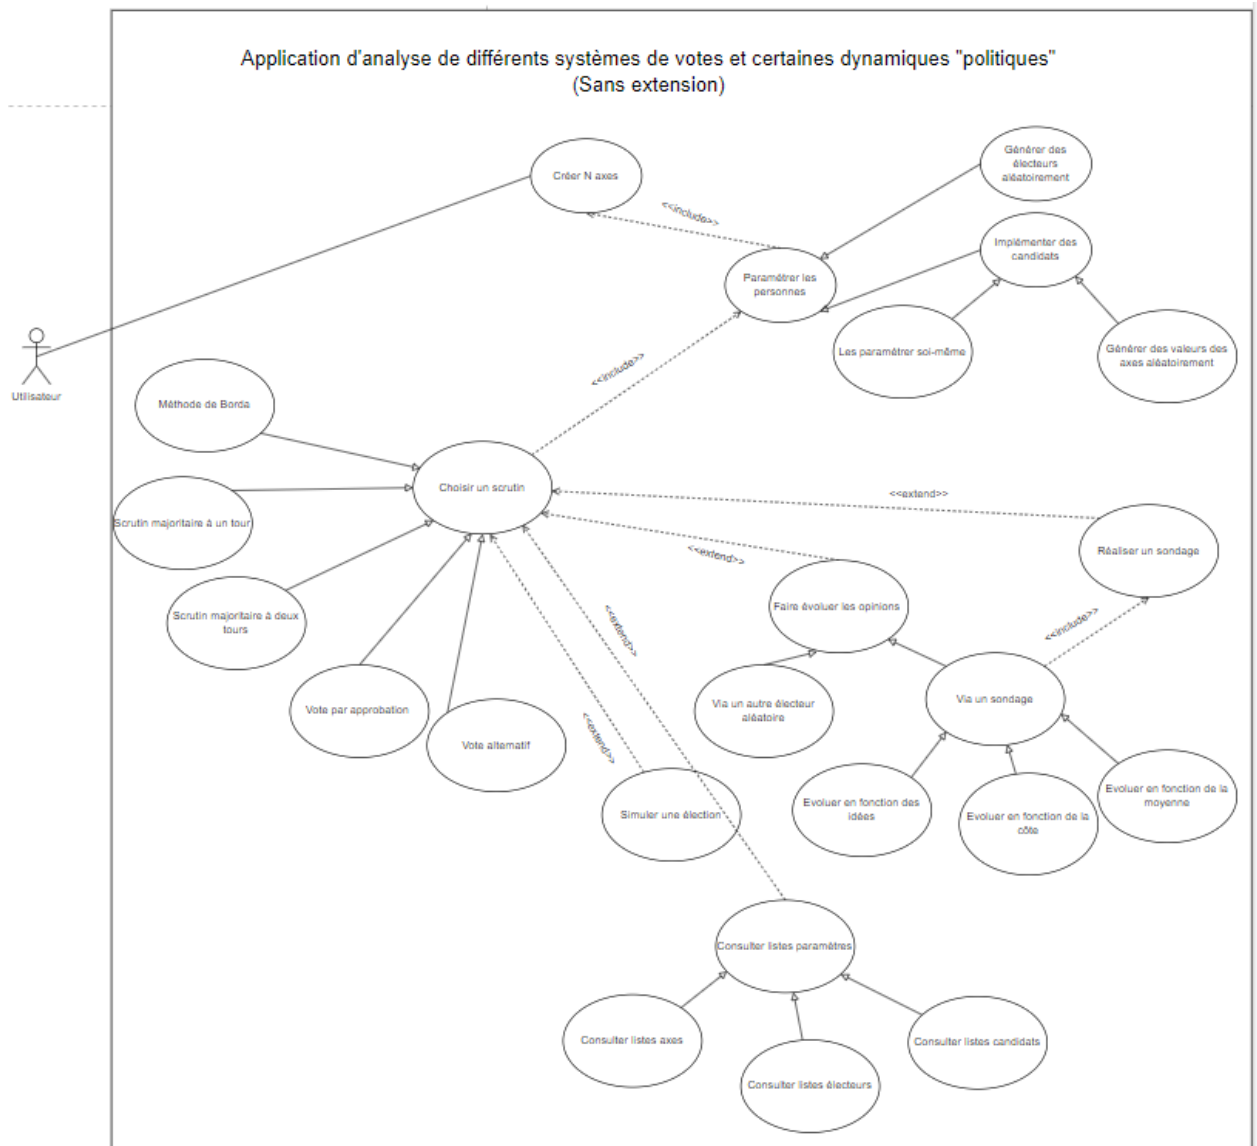 Application d'analyse de différents systèmes de votes et certaines dynamiques "politiques"
(Sans extension)
Créer N axes
Générer des
électeurs
aléatoirement
<<include>>
Implémenter des
candidats
Paramétrer les
personnes
Les paramétrer soi-même
Générer des valeurs des
axes aléatoirement
Utilisateur
<<include>>
Méthode de Borda
Choisir un scrutin
<<extend>>
Scrutin majoritaire à un tour
Réaliser un sondage
<<extend>>
Faire évoluer les opinions
Scrutin majoritaire à deux
tours
<<extend>>
<<include>>
Via un autre électeur
aléatoire
Via un sondage
Vote par approbation
Vote alternatif
<<extend>>
Simuler une élection
Evoluer en fonction des
idées
Evoluer en fonction de la
côte
Evoluer en fonction de la
moyenne
Consulter listes paramètres
Consulter listes axes
Consulter listes électeurs
Consulter listes candidats